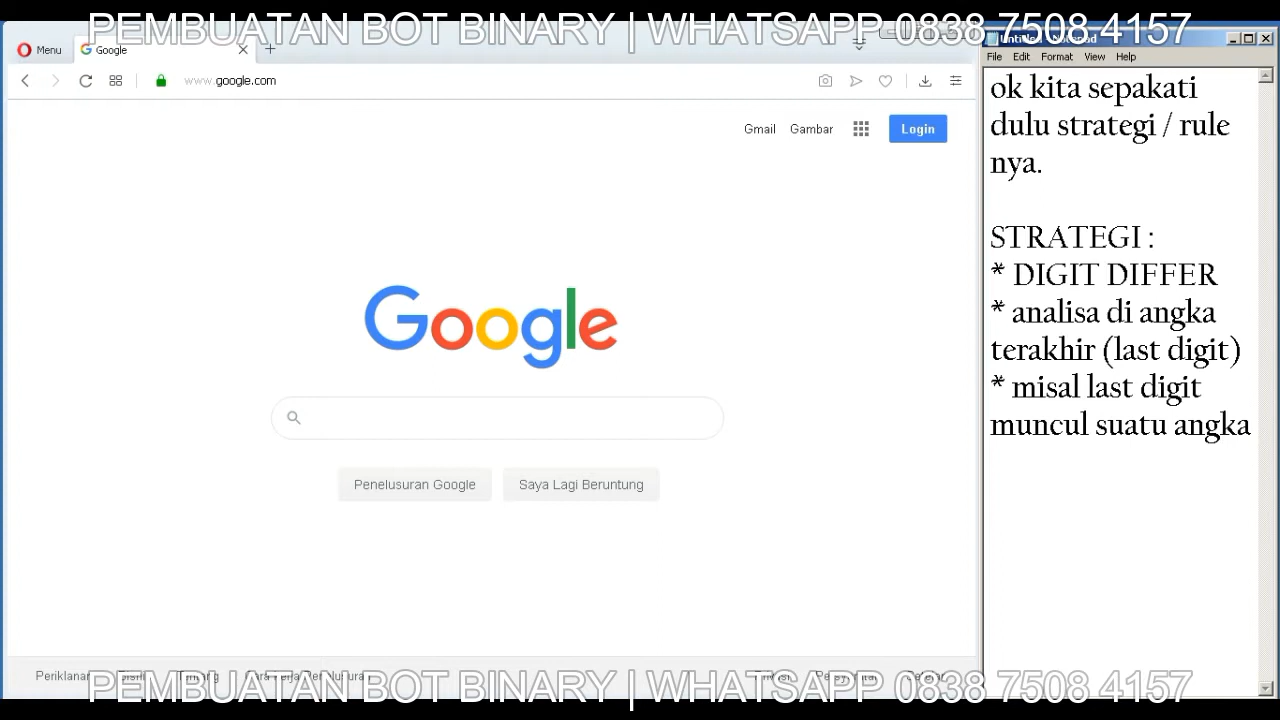 PEMBUATAN BOT BINARY | WHATSAPP 0838 7508 4157
Menu
Google
www.google.com
Gmail
Gambar
Login
Google
Penelusuran Google
Saya Lagi Beruntung
File Edit Format View Help
ok kita sepakati
dulu strategi / rule
nya.
STRATEGI :
* DIGIT DIFFER
* analisa di angka
terakhir (last digit)
* misal last digit
muncul suatu angka
PEMBUATAN BOT BINARY | WHATSAPP 0838 7508 4157